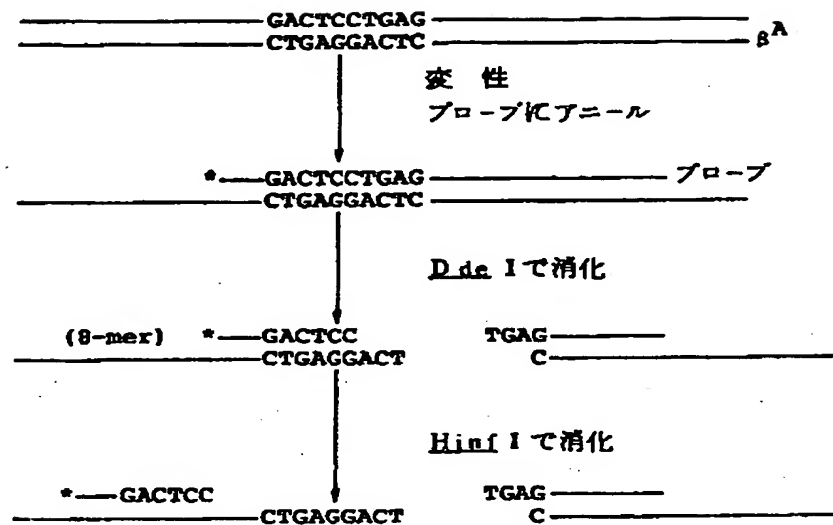 GACTCCTGAG
CTGAGGACTC βA
変性
プローブにアニール
*GACTCCTGAG プローブ
CTGAGGACTC
Dde Iで消化
(8-mer) *GACTCC TGAG
CTGAGGACT C
Hinf Iで消化
*GACTCC TGAG
CTGAGGACT C